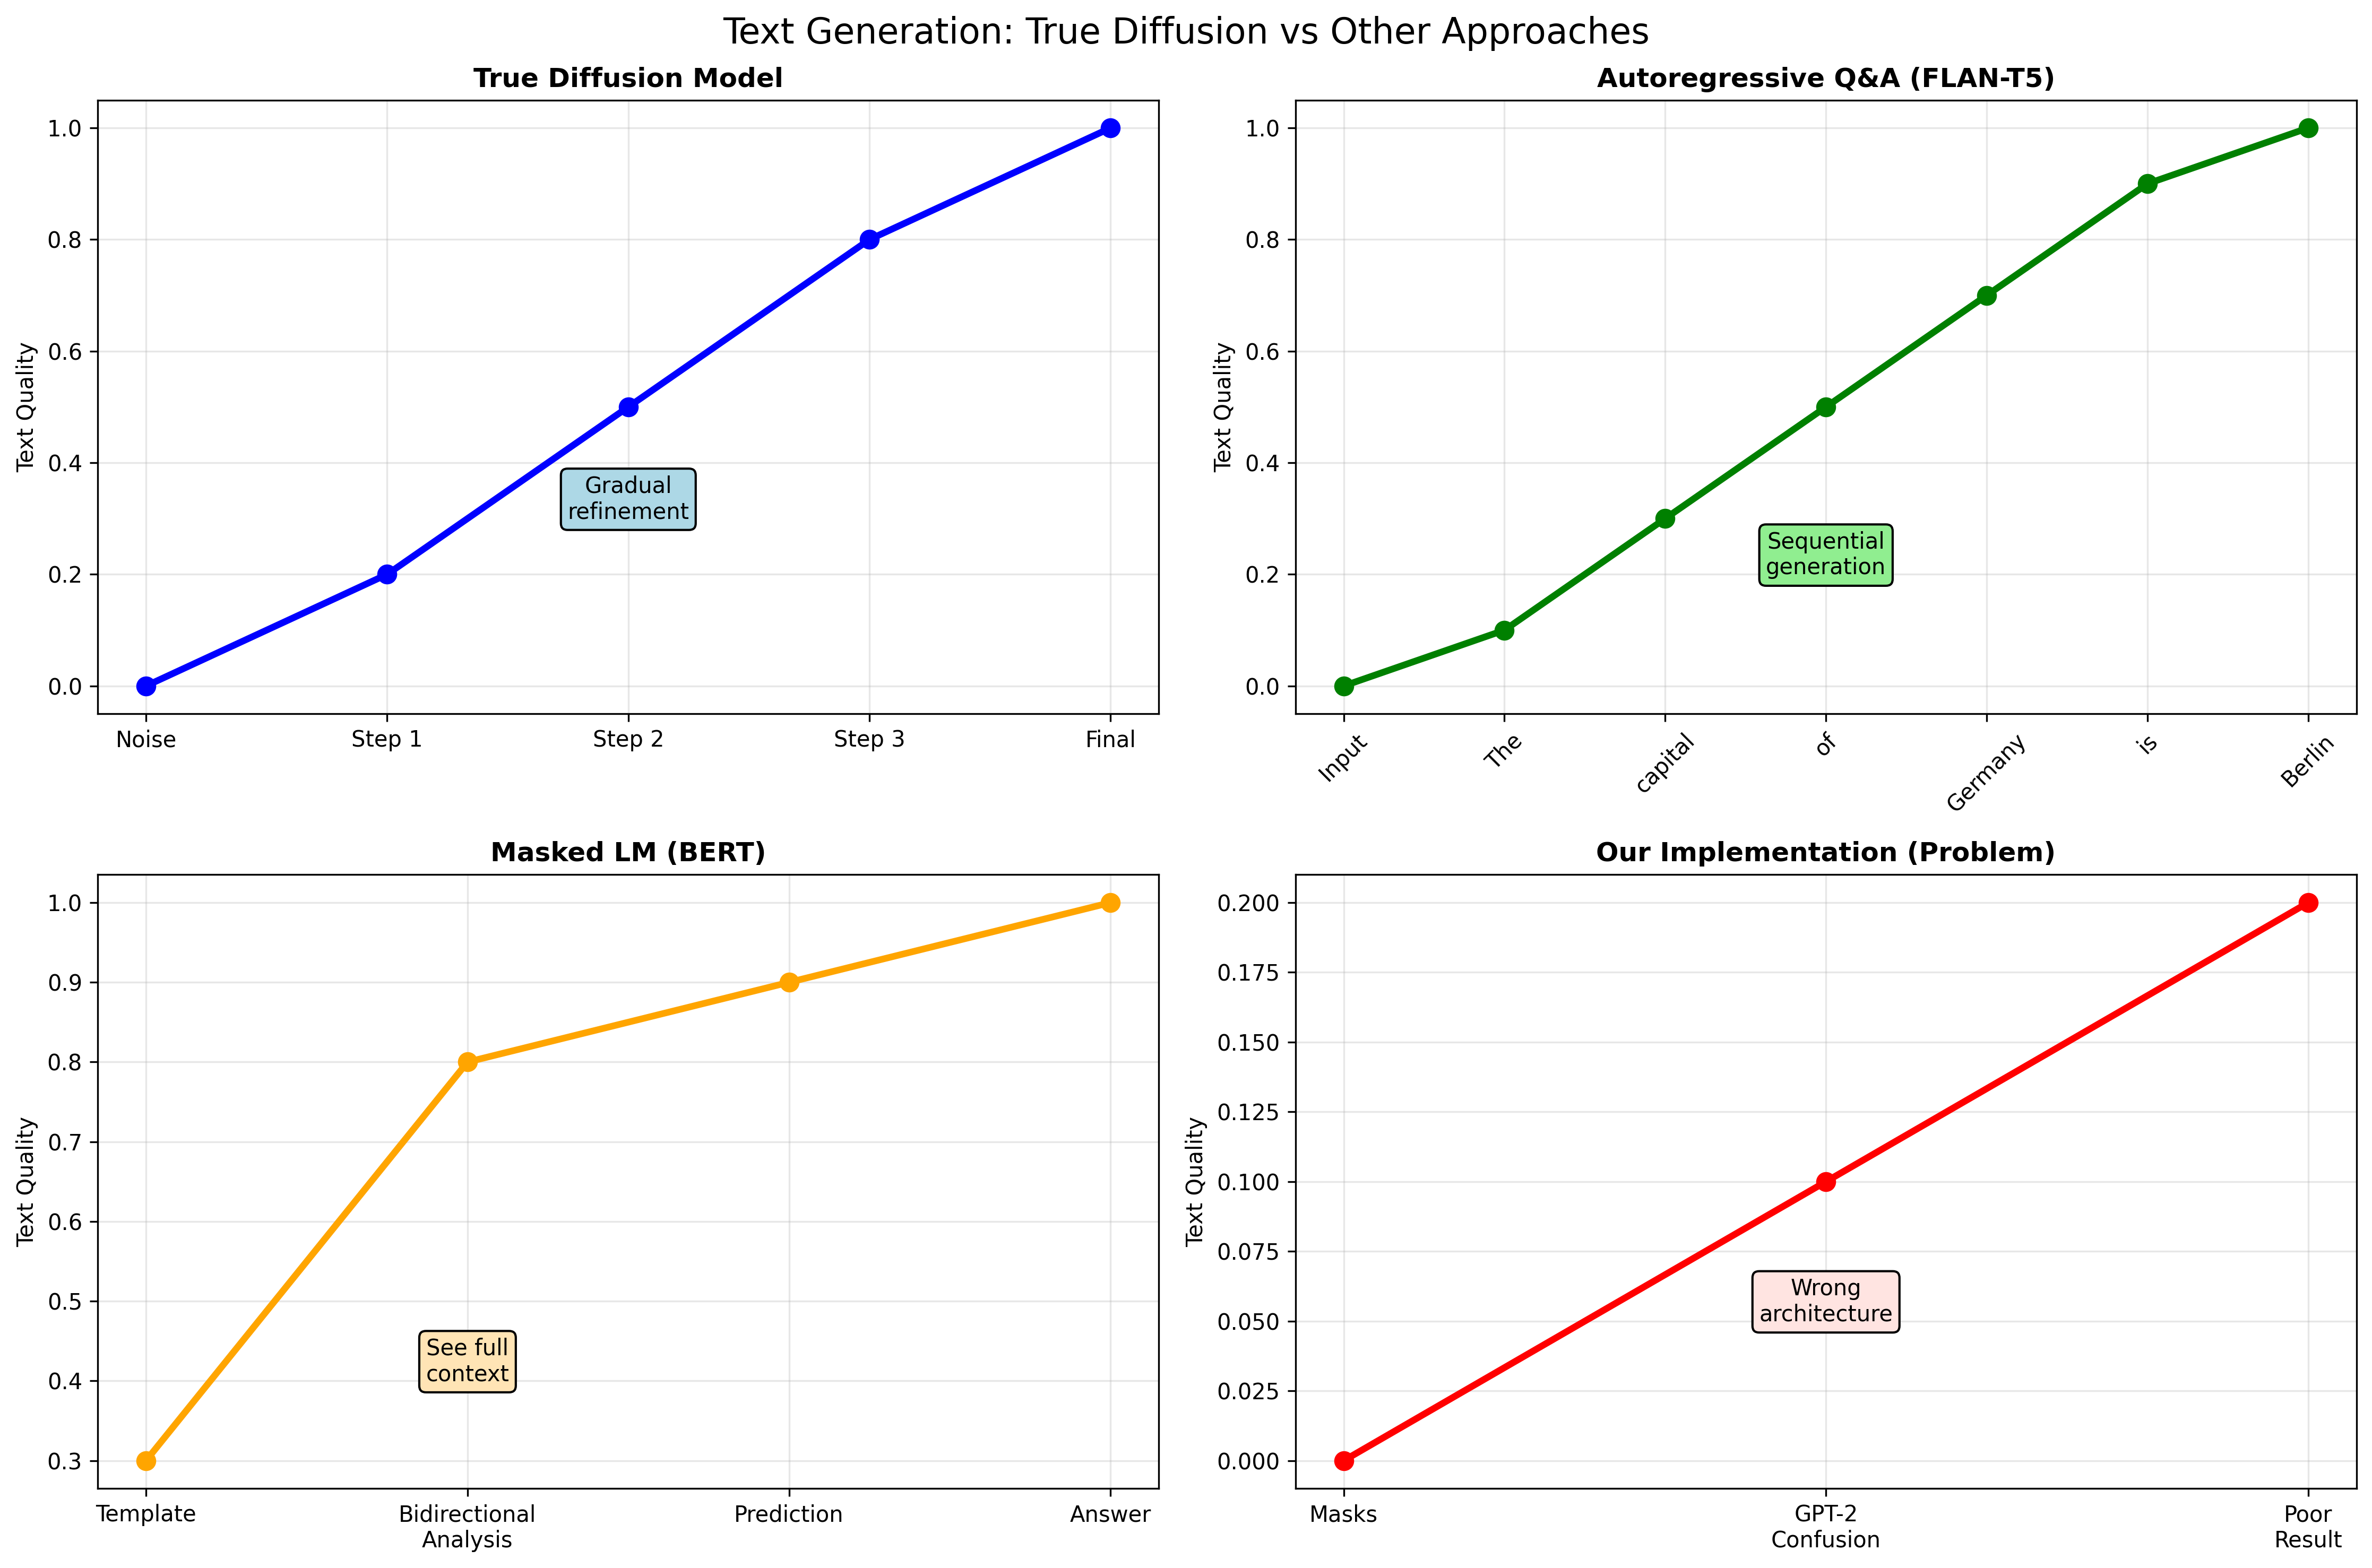 Text Generation: True Diffusion vs Other Approaches
True Diffusion Model
Text Quality
1.0
0.8
0.6
0.4
0.2
0.0
Gradual
refinement
Noise
Step 1
Step 2
Step 3
Final
Autoregressive Q&A (FLAN-T5)
Text Quality
1.0
0.8
0.6
0.4
0.2
0.0
Sequential
generation
Input
The
capital
of
Germany
is
Berlin
Masked LM (BERT)
Text Quality
1.0
0.9
0.8
0.7
0.6
0.5
0.4
0.3
See full
context
Template
Bidirectional
Analysis
Prediction
Answer
Our Implementation (Problem)
Text Quality
0.200
0.175
0.150
0.125
0.100
0.075
0.050
0.025
0.000
Wrong
architecture
Masks
GPT-2
Confusion
Poor
Result